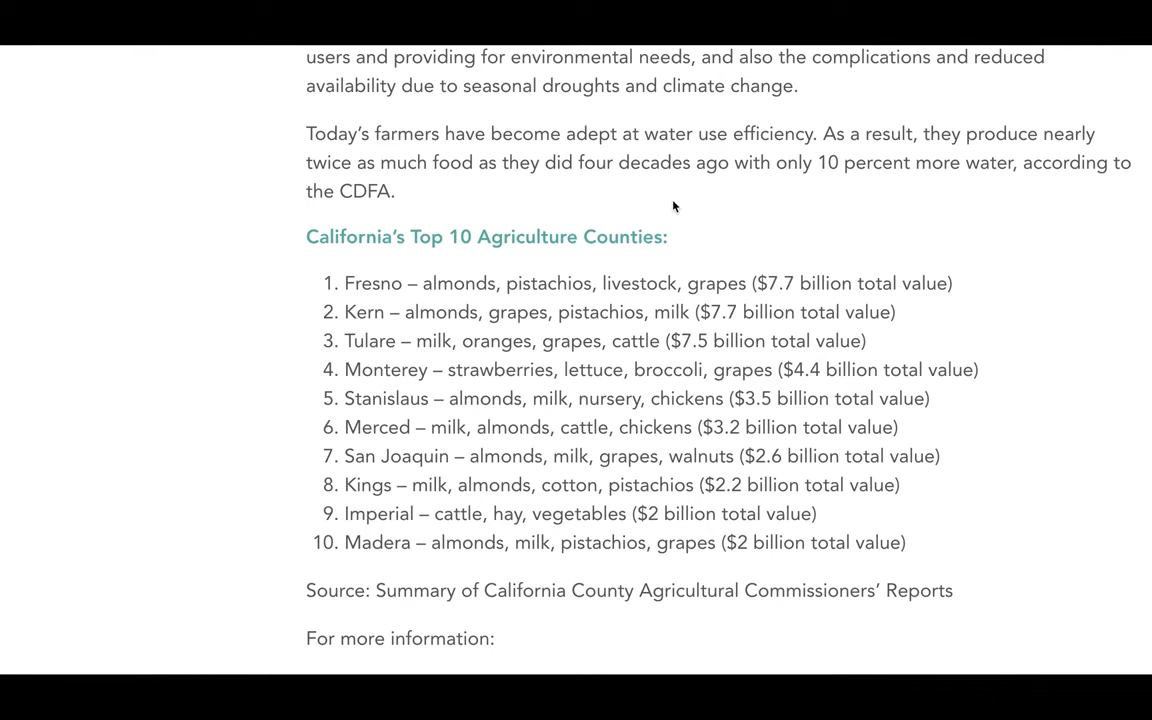 users and providing for environmental needs, and also the complications and reduced
availability due to seasonal droughts and climate change.
Today’s farmers have become adept at water use efficiency. As a result, they produce nearly
twice as much food as they did four decades ago with only 10 percent more water, according to
the CDFA.
California’s Top 10 Agriculture Counties:
1. Fresno – almonds, pistachios, livestock, grapes ($7.7 billion total value)
2. Kern – almonds, grapes, pistachios, milk ($7.7 billion total value)
3. Tulare – milk, oranges, grapes, cattle ($7.5 billion total value)
4. Monterey – strawberries, lettuce, broccoli, grapes ($4.4 billion total value)
5. Stanislaus – almonds, milk, nursery, chickens ($3.5 billion total value)
6. Merced – milk, almonds, cattle, chickens ($3.2 billion total value)
7. San Joaquin – almonds, milk, grapes, walnuts ($2.6 billion total value)
8. Kings – milk, almonds, cotton, pistachios ($2.2 billion total value)
9. Imperial – cattle, hay, vegetables ($2 billion total value)
10. Madera – almonds, milk, pistachios, grapes ($2 billion total value)
Source: Summary of California County Agricultural Commissioners’ Reports
For more information: